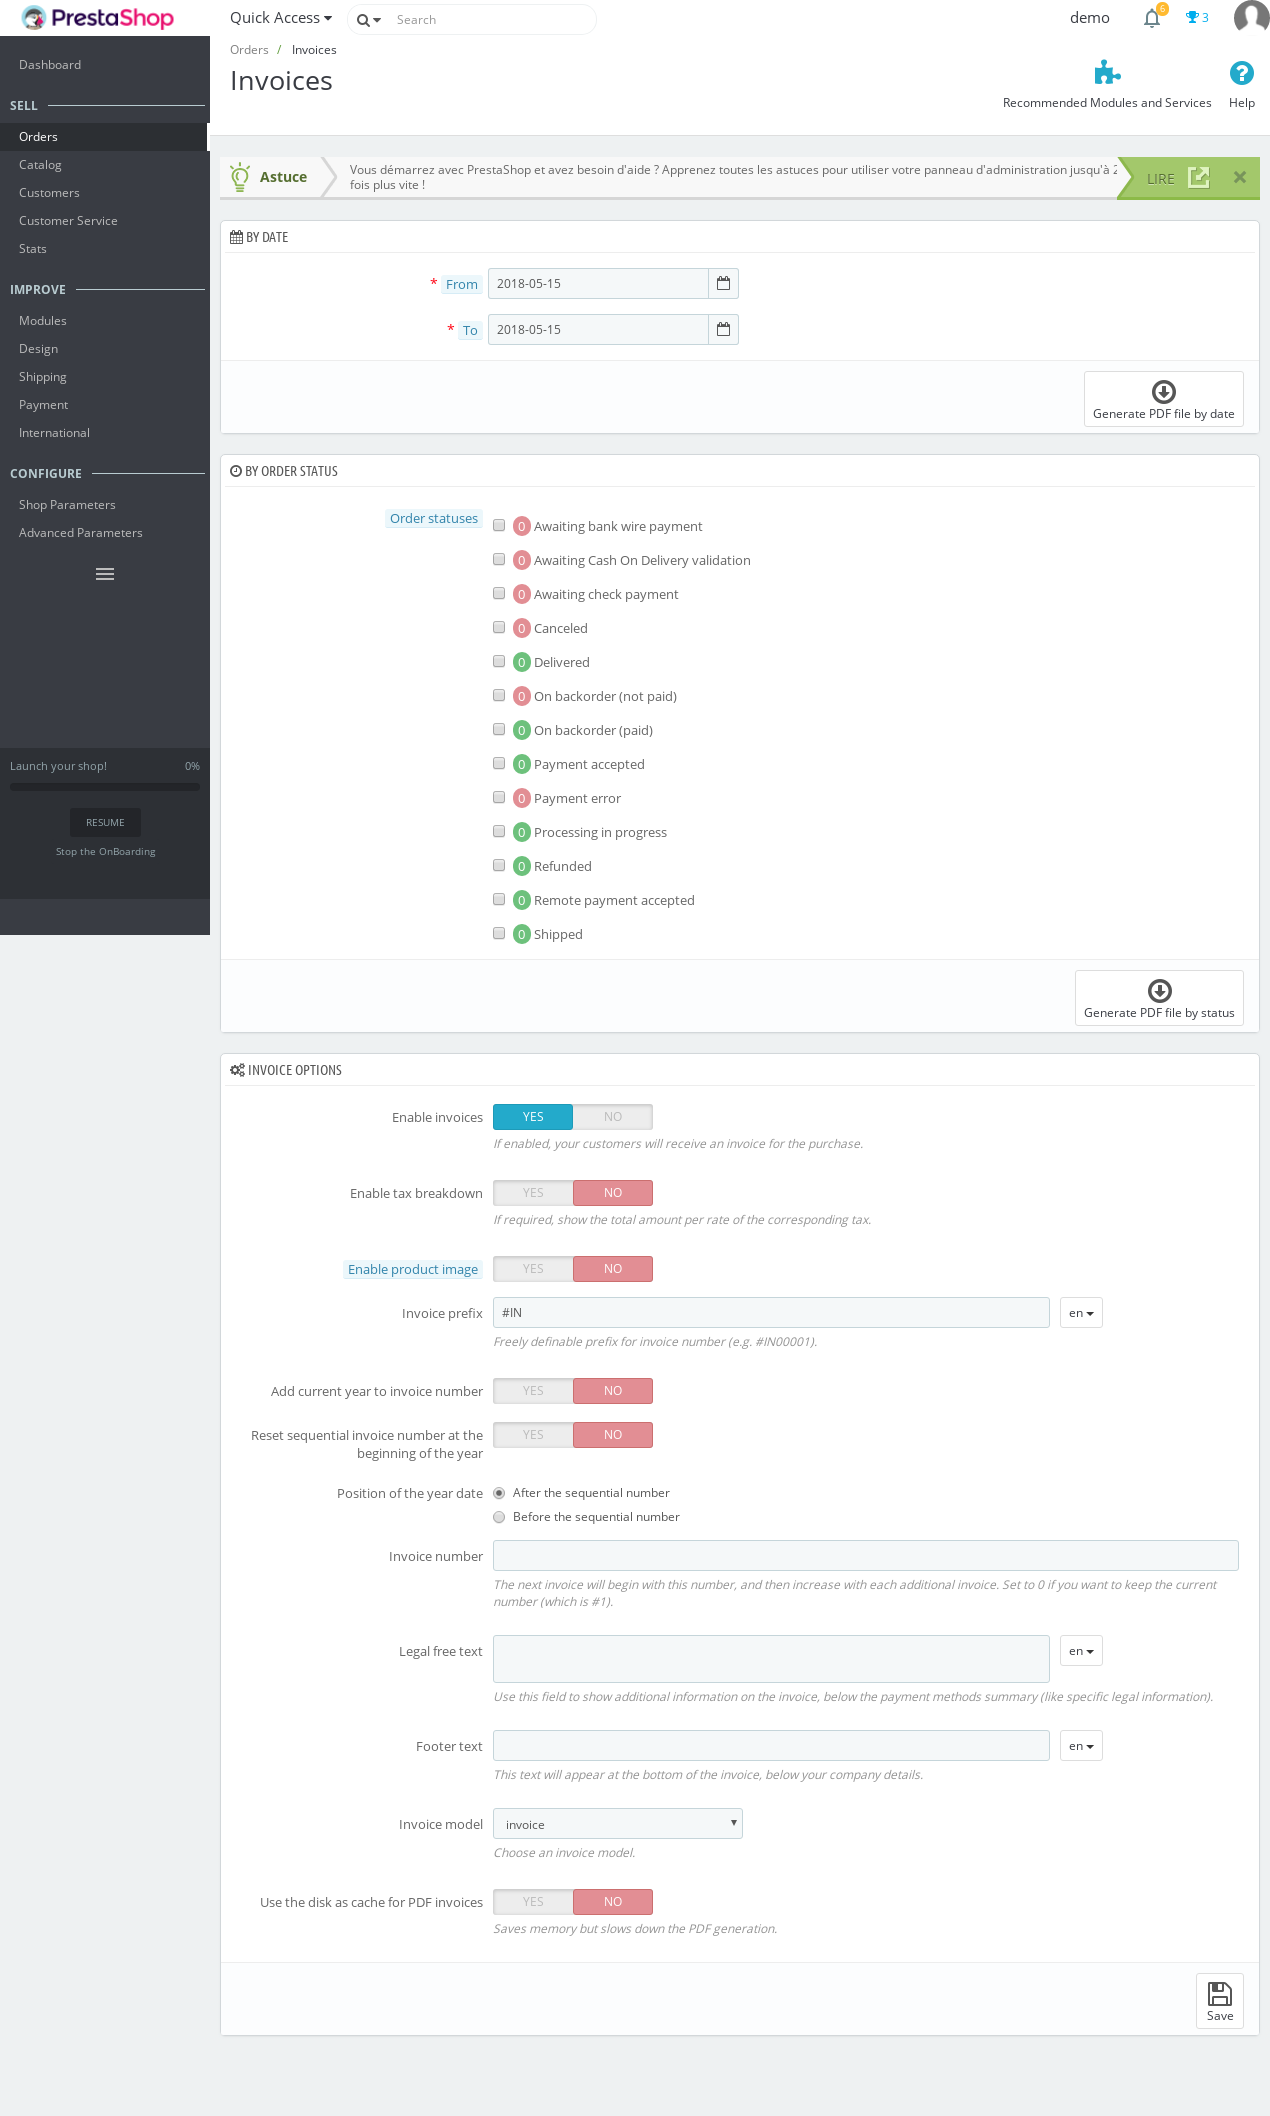 PrestaShop
Quick Access
Search
demo
6
3
Orders / Invoices
Invoices
Recommended Modules and Services
Help
Dashboard
SELL
Orders
Catalog
Customers
Customer Service
Stats
IMPROVE
Modules
Design
Shipping
Payment
International
CONFIGURE
Shop Parameters
Advanced Parameters
Launch your shop! 0%
RESUME
Stop the OnBoarding
Astuce
Vous démarrez avec PrestaShop et avez besoin d'aide ? Apprenez toutes les astuces pour utiliser votre panneau d'administration jusqu'à 2
fois plus vite !
LIRE
BY DATE
* From 2018-05-15
* To 2018-05-15
Generate PDF file by date
BY ORDER STATUS
Order statuses
0 Awaiting bank wire payment
0 Awaiting Cash On Delivery validation
0 Awaiting check payment
0 Canceled
0 Delivered
0 On backorder (not paid)
0 On backorder (paid)
0 Payment accepted
0 Payment error
0 Processing in progress
0 Refunded
0 Remote payment accepted
0 Shipped
Generate PDF file by status
INVOICE OPTIONS
Enable invoices YES NO
If enabled, your customers will receive an invoice for the purchase.
Enable tax breakdown YES NO
If required, show the total amount per rate of the corresponding tax.
Enable product image YES NO
Invoice prefix #IN en
Freely definable prefix for invoice number (e.g. #IN00001).
Add current year to invoice number YES NO
Reset sequential invoice number at the
beginning of the year
YES NO
Position of the year date
After the sequential number
Before the sequential number
Invoice number
The next invoice will begin with this number, and then increase with each additional invoice. Set to 0 if you want to keep the current
number (which is #1).
Legal free text en
Use this field to show additional information on the invoice, below the payment methods summary (like specific legal information).
Footer text en
This text will appear at the bottom of the invoice, below your company details.
Invoice model invoice
Choose an invoice model.
Use the disk as cache for PDF invoices YES NO
Saves memory but slows down the PDF generation.
Save